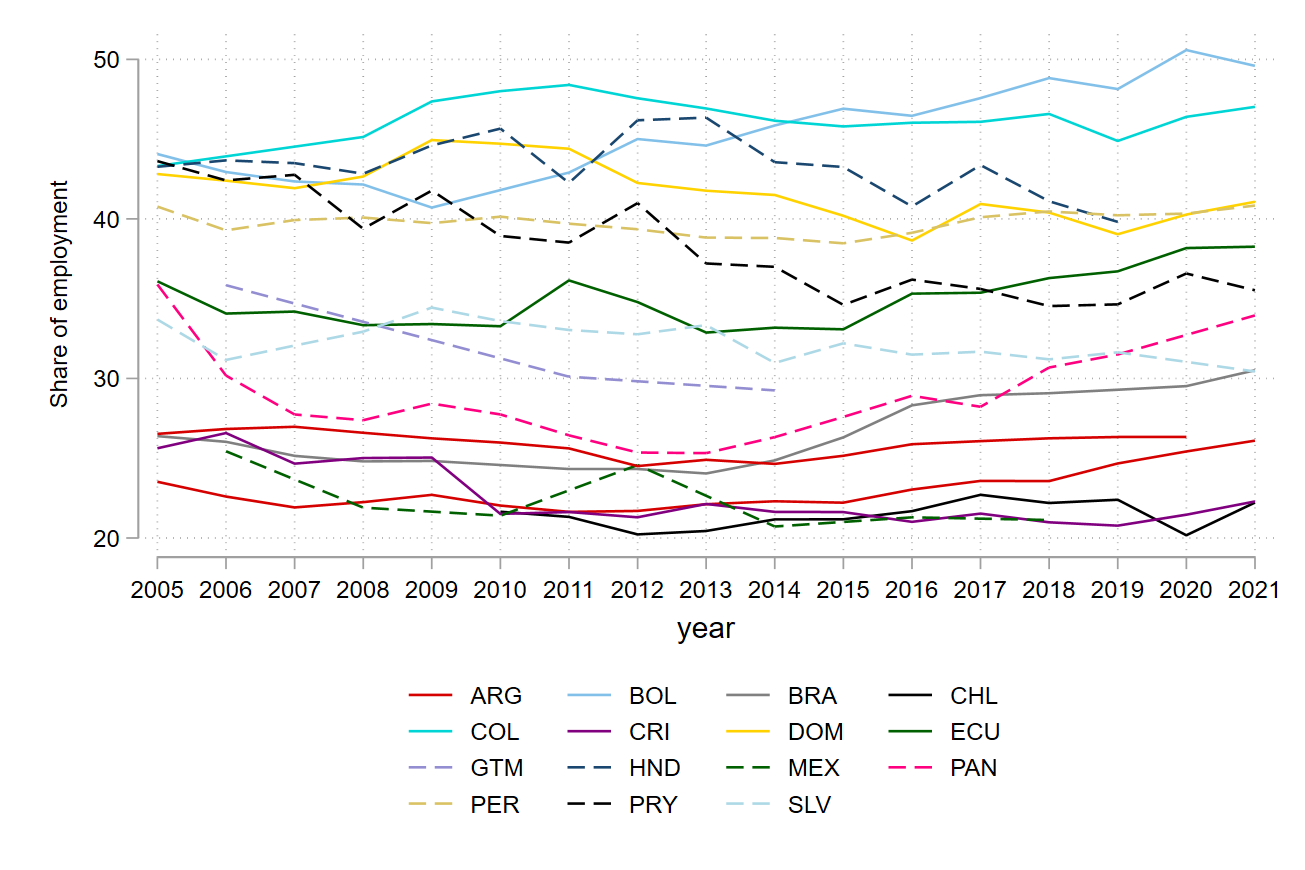 50
40
30
20
Share of employment
2005 2006 2007 2008 2009 2010 2011 2012 2013 2014 2015 2016 2017 2018 2019 2020 2021
year
ARG BOL BRA CHL
COL CRI DOM ECU
GTM HND MEX PAN
PER PRY SLV